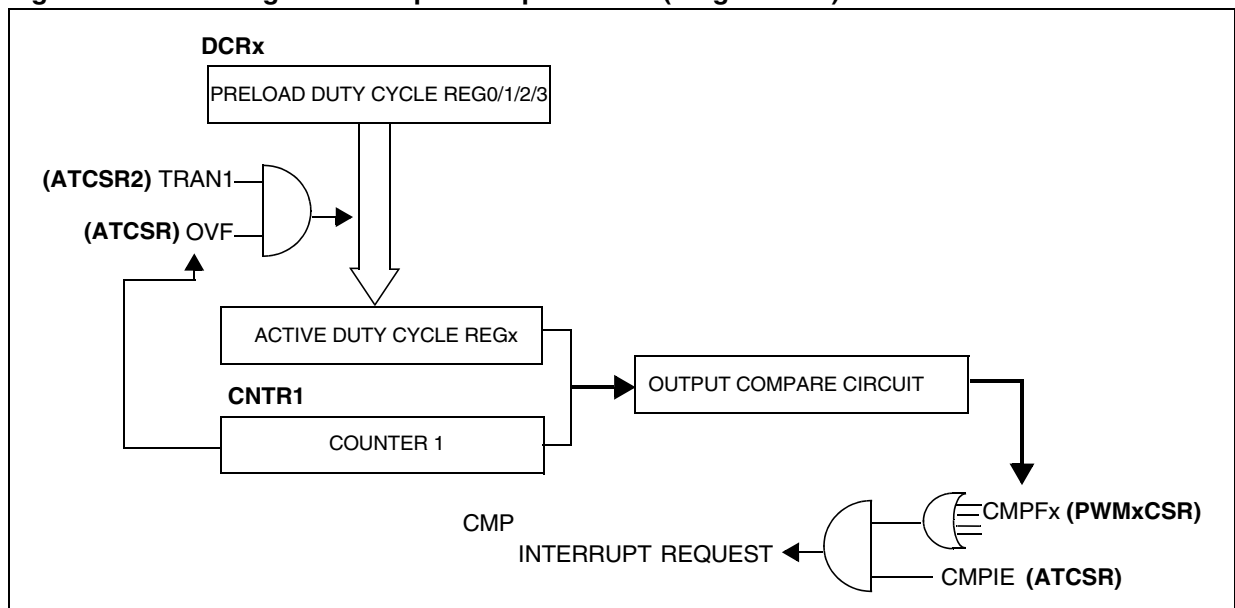 DCRx
PRELOAD DUTY CYCLE REG0/1/2/3
(ATCSR2) TRAN1
(ATCSR) OVF
ACTIVE DUTY CYCLE REGx
CNTR1
OUTPUT COMPARE CIRCUIT
COUNTER 1
CMP
INTERRUPT REQUEST
CMPFx (PWMxCSR)
CMPIE (ATCSR)